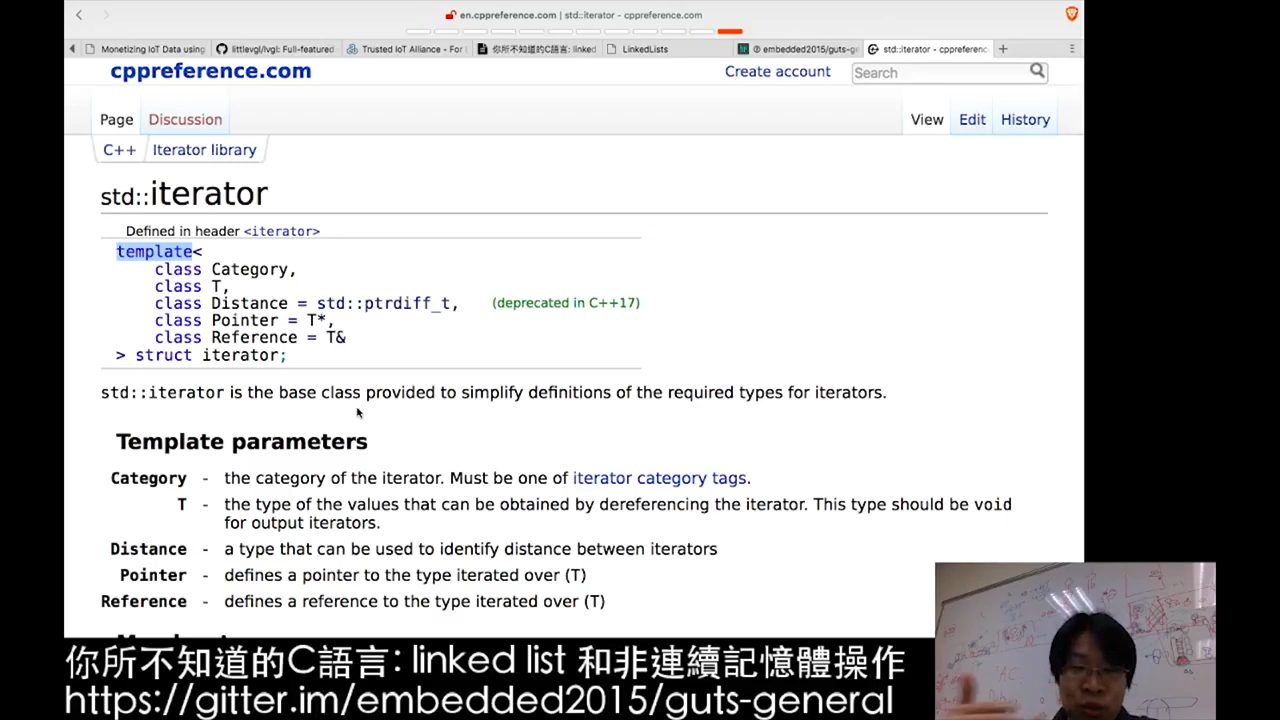 en.cppreference.com | std::iterator - cppreference.com
Monetizing IoT Data using
littlevgl/lvgl: Full-featured
Trusted IoT Alliance - For
你所不知道的C語言: linked
LinkedLists
embedded2015/guts-g
std::iterator - cppreferenc
cppreference.com
Create account
Search
Page
Discussion
View
Edit
History
C++
Iterator library
std::iterator
Defined in header <iterator>
template<
class Category,
class T,
class Distance = std::ptrdiff_t, (deprecated in C++17)
class Pointer = T*,
class Reference = T&
> struct iterator;
std::iterator is the base class provided to simplify definitions of the required types for iterators.
Template parameters
Category - the category of the iterator. Must be one of iterator category tags.
T - the type of the values that can be obtained by dereferencing the iterator. This type should be void
for output iterators.
Distance - a type that can be used to identify distance between iterators
Pointer - defines a pointer to the type iterated over (T)
Reference - defines a reference to the type iterated over (T)
你所不知道的C語言: linked list 和非連續記憶體操作
https://gitter.im/embedded2015/guts-general